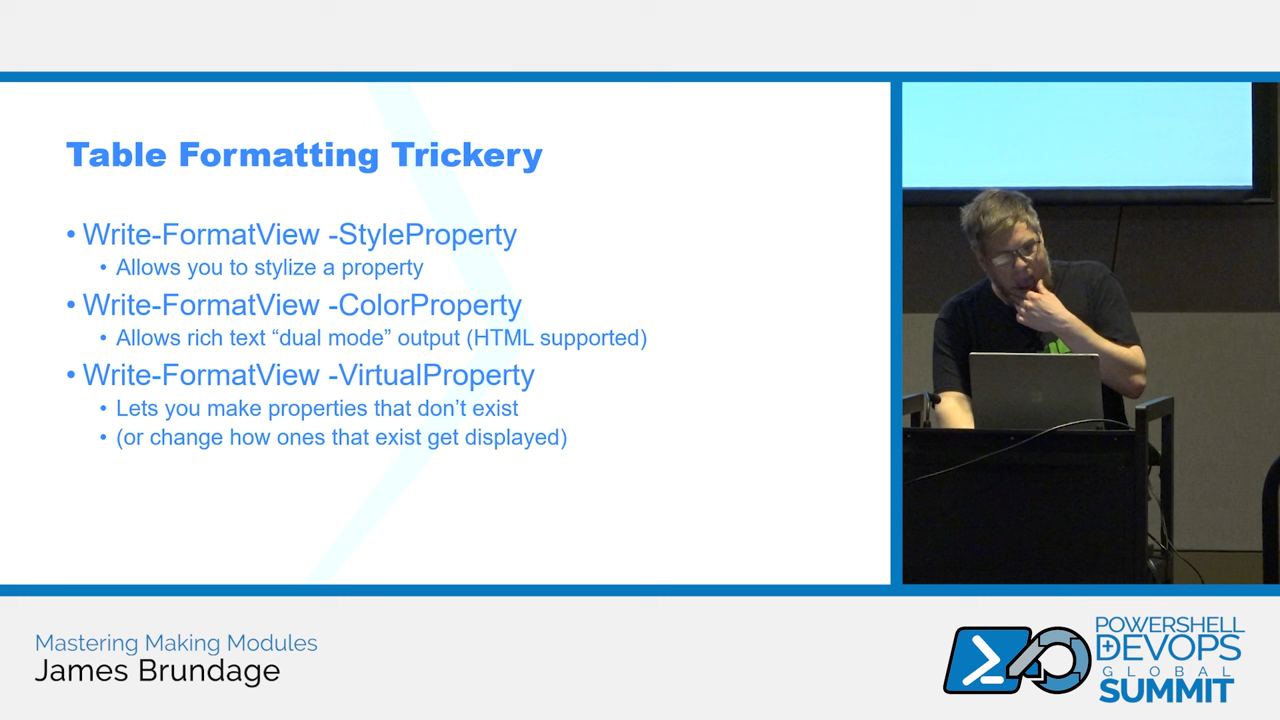 Table Formatting Trickery
• Write-FormatView -StyleProperty
• Allows you to stylize a property
• Write-FormatView -ColorProperty
• Allows rich text “dual mode” output (HTML supported)
• Write-FormatView -VirtualProperty
• Lets you make properties that don’t exist
• (or change how ones that exist get displayed)
Mastering Making Modules
James Brundage
POWERSHELL
DEVOPS
GLOBAL
SUMMIT